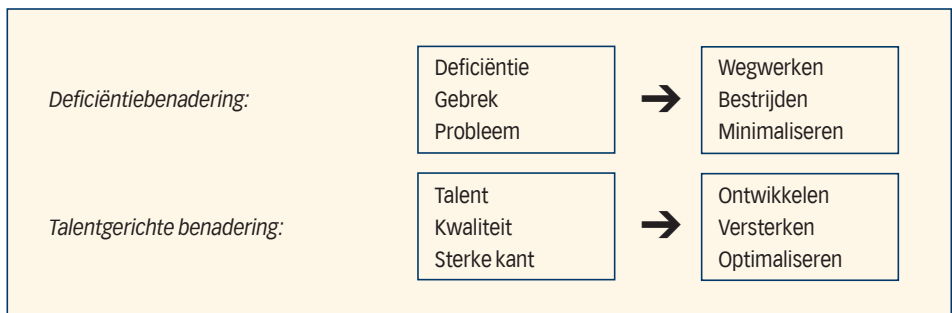 Deficiëntie
Wegwerken
Deficiëntiebenadering:
Gebrek
Bestrijden
Probleem
Minimaliseren
Talent
Ontwikkelen
Talentgerichte benadering:
Kwaliteit
Versterken
Sterke kant
Optimaliseren